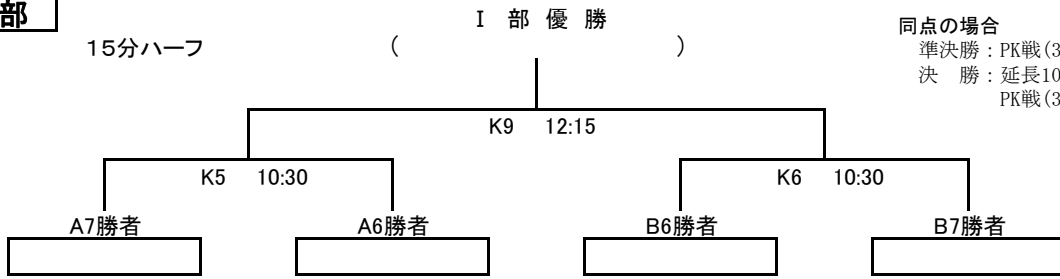 部
I 部 優 勝
15分ハーフ
( )
同点の場合
準決勝：PK戦(3
決　勝：延長10
PK戦(3
K9 12:15
K5 10:30
K6 10:30
A7勝者
A6勝者
B6勝者
B7勝者